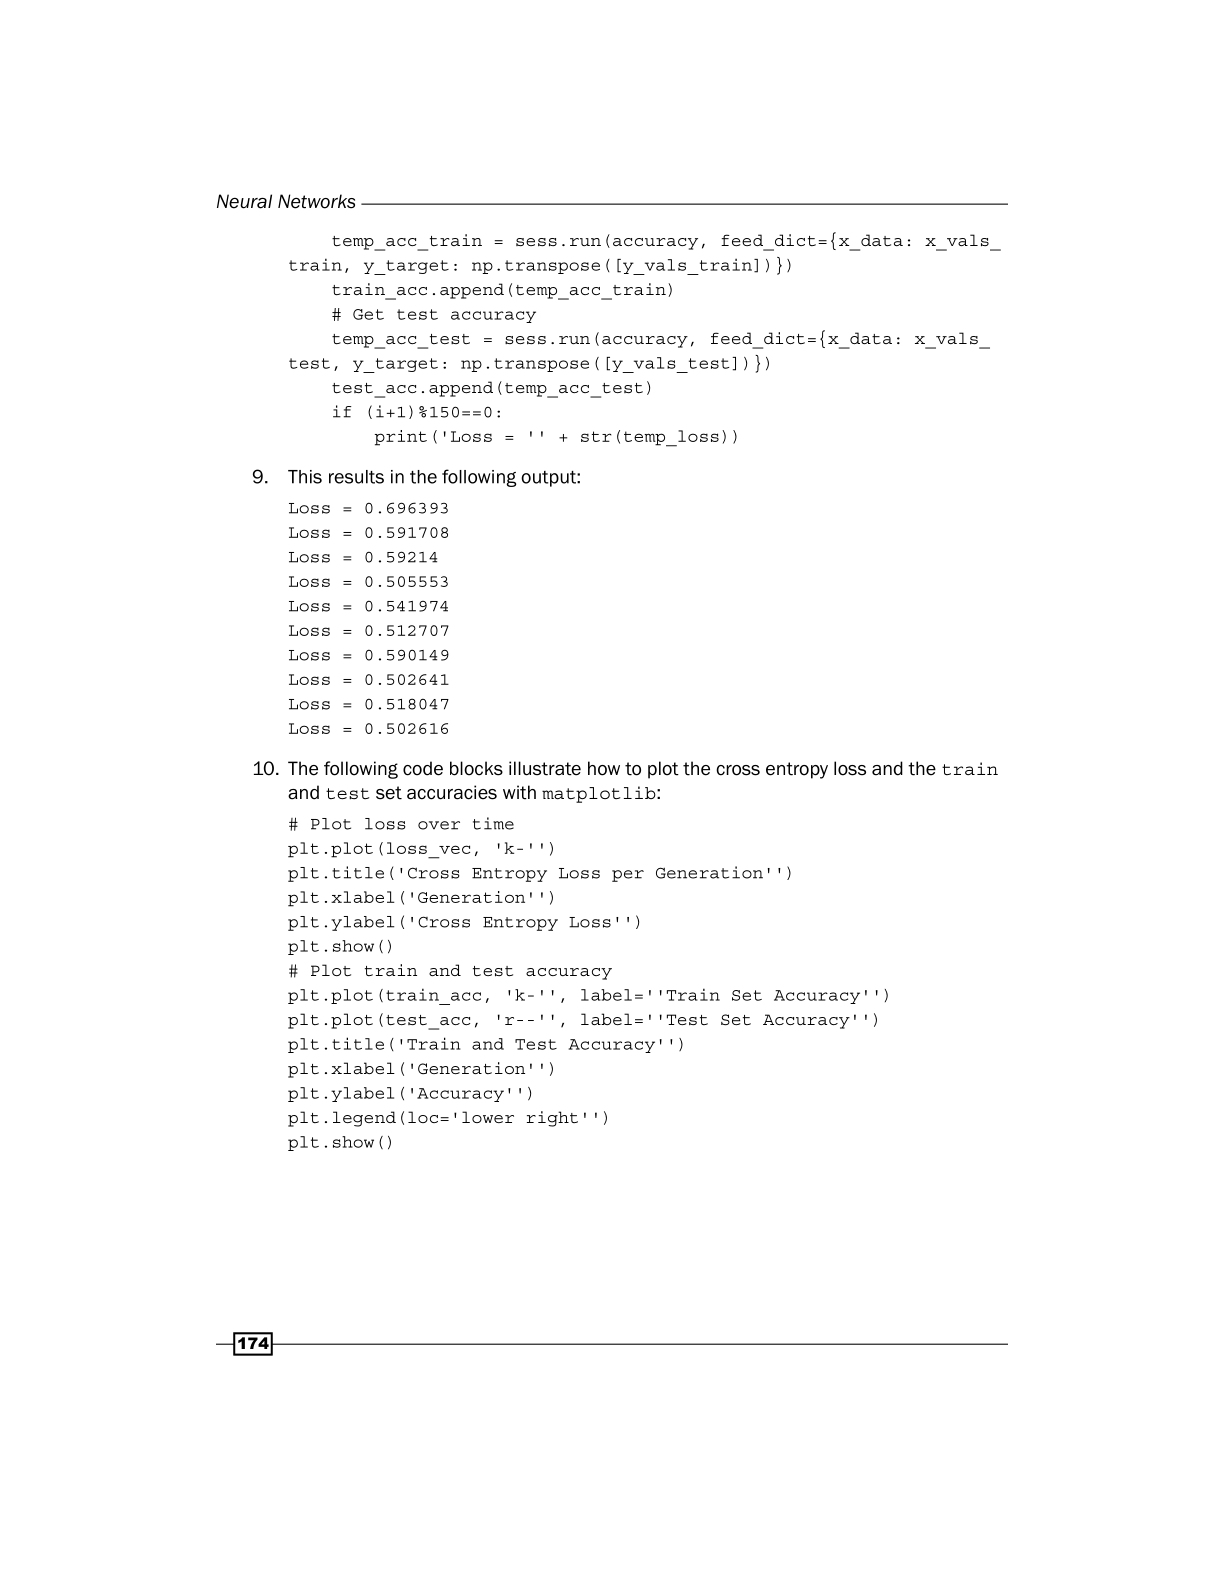 Neural Networks
    temp_acc_train = sess.run(accuracy, feed_dict={x_data: x_vals_
train, y_target: np.transpose([y_vals_train])})
    train_acc.append(temp_acc_train)
    # Get test accuracy
    temp_acc_test = sess.run(accuracy, feed_dict={x_data: x_vals_
test, y_target: np.transpose([y_vals_test])})
    test_acc.append(temp_acc_test)
    if (i+1)%150==0:
        print('Loss = '' + str(temp_loss))
9. This results in the following output:
Loss = 0.696393
Loss = 0.591708
Loss = 0.59214
Loss = 0.505553
Loss = 0.541974
Loss = 0.512707
Loss = 0.590149
Loss = 0.502641
Loss = 0.518047
Loss = 0.502616
10. The following code blocks illustrate how to plot the cross entropy loss and the train
and test set accuracies with matplotlib:
# Plot loss over time
plt.plot(loss_vec, 'k-'')
plt.title('Cross Entropy Loss per Generation'')
plt.xlabel('Generation'')
plt.ylabel('Cross Entropy Loss'')
plt.show()
# Plot train and test accuracy
plt.plot(train_acc, 'k-'', label=''Train Set Accuracy'')
plt.plot(test_acc, 'r--'', label=''Test Set Accuracy'')
plt.title('Train and Test Accuracy'')
plt.xlabel('Generation'')
plt.ylabel('Accuracy'')
plt.legend(loc='lower right'')
plt.show()
174